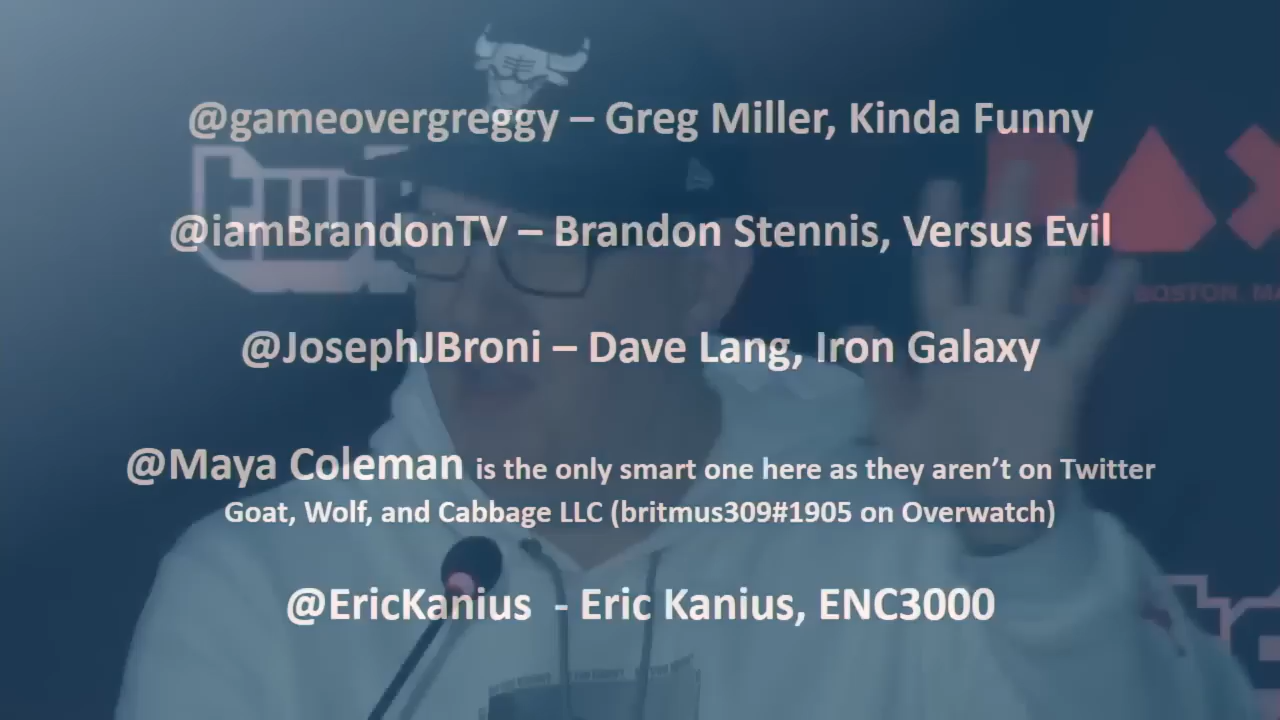 @gameovergreggy – Greg Miller, Kinda Funny
@iamBrandonTV – Brandon Stennis, Versus Evil
@JosephJBroni – Dave Lang, Iron Galaxy
@Maya Coleman is the only smart one here as they aren’t on Twitter
Goat, Wolf, and Cabbage LLC (britmus309#1905 on Overwatch)
@EricKanius - Eric Kanius, ENC3000
BOSTON